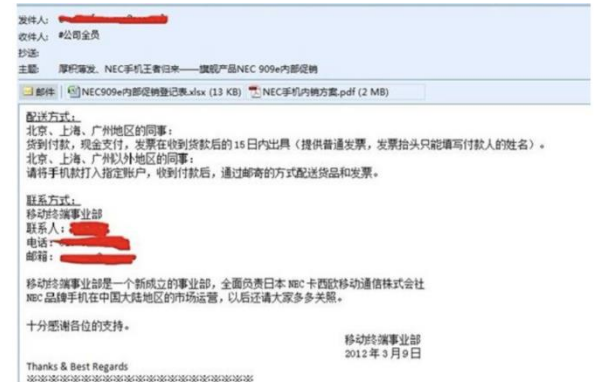 发件人:
收件人: #公司全员
抄送:
主题: 厚积薄发、NEC手机王者归来——旗舰产品NEC 909e内部促销
邮件 NEC909e内部促销登记表.xlsx (13 KB) NEC手机内销方案.pdf (2 MB)
配送方式:
北京、上海、广州地区的同事:
货到付款，现金支付，发票在收到货款后的15日内出具（提供普通发票，发票抬头只能填写付款人的姓名）。
北京、上海、广州以外地区的同事:
请将手机款打入指定账户，收到付款后，通过邮寄的方式配送货品和发票。
联系方式:
移动终端事业部
联系人:
电话:
邮箱:
移动终端事业部是一个新成立的事业部，全面负责日本 NEC 卡西欧移动通信株式会社
NEC 品牌手机在中国大陆地区的市场运营，以后还请大家多多关照。
十分感谢各位的支持。
移动终端事业部
2012 年 3 月 9 日
Thanks & Best Regards
※※※※※※※※※※※※※※※※※※※※※※